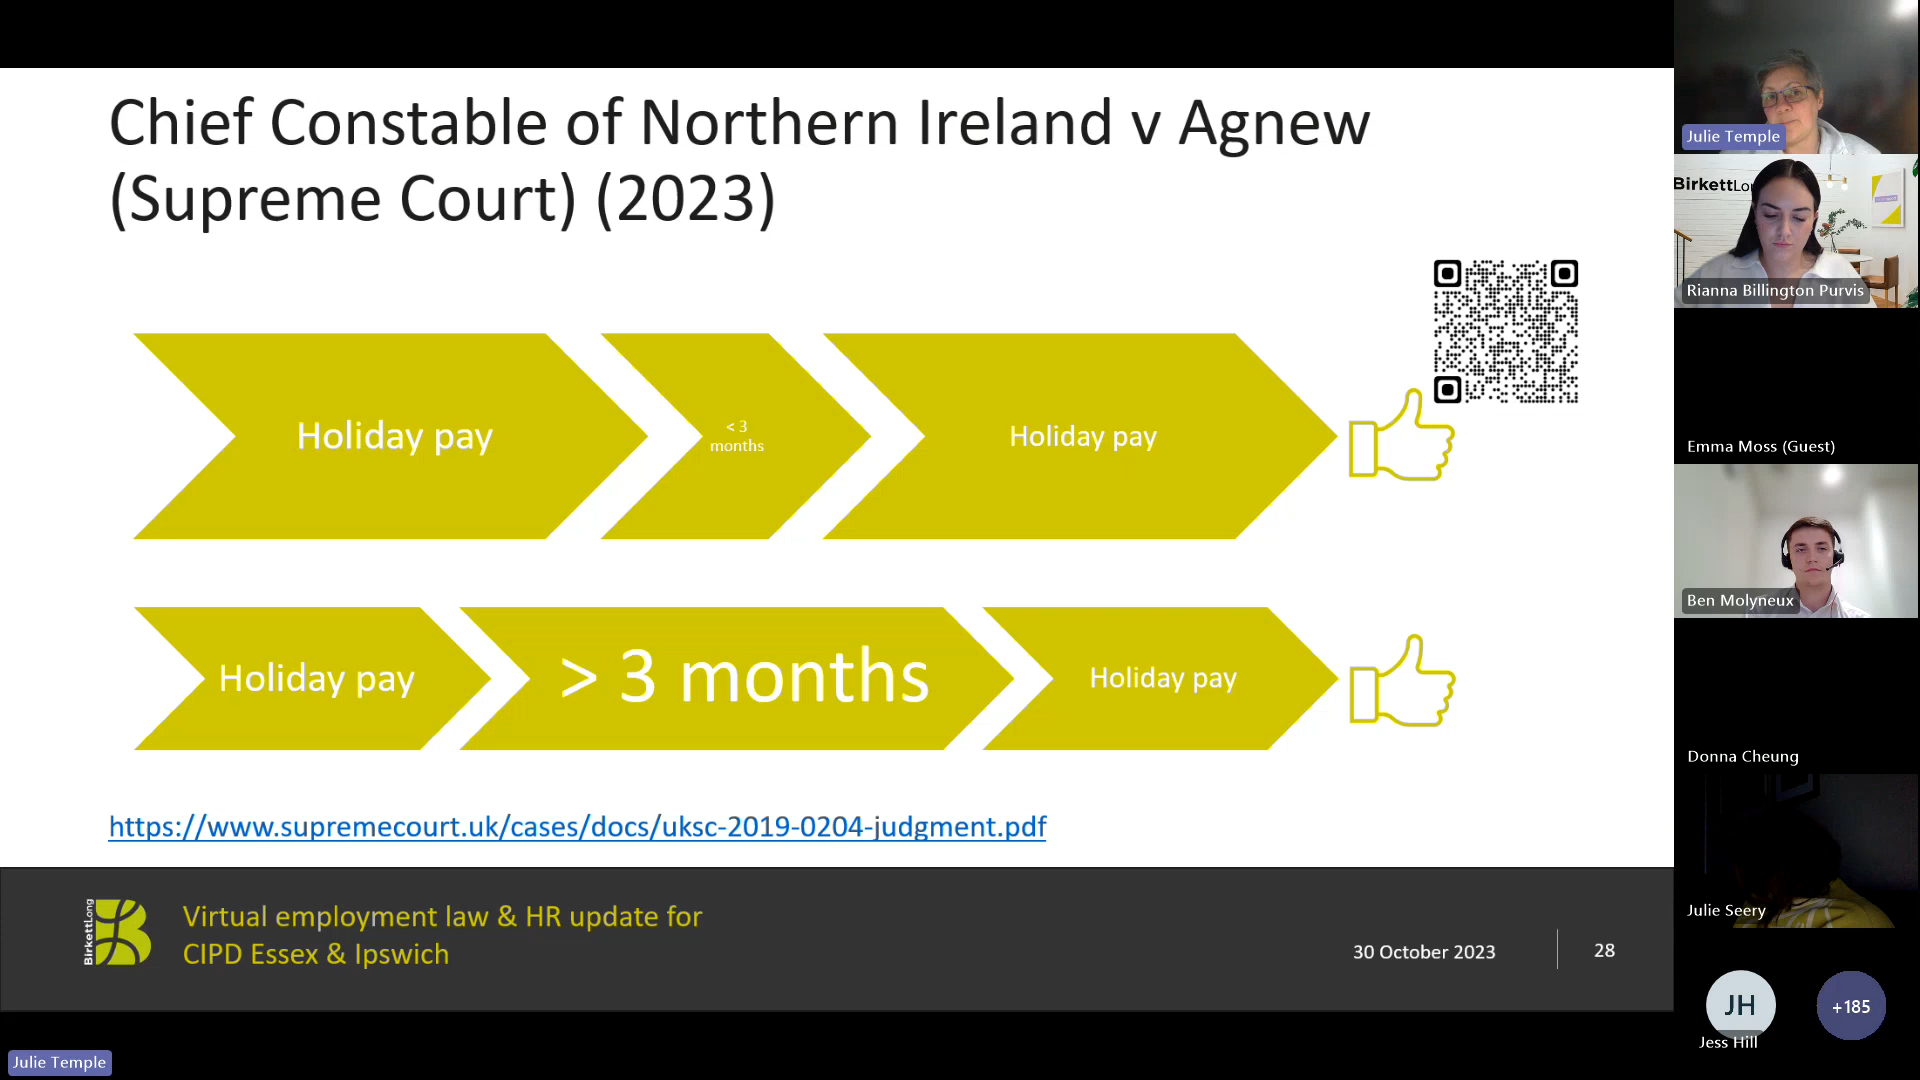 Chief Constable of Northern Ireland v Agnew
(Supreme Court) (2023)
Holiday pay
< 3
months
Holiday pay
Holiday pay
> 3 months
Holiday pay
https://www.supremecourt.uk/cases/docs/uksc-2019-0204-judgment.pdf
BirkettLong
Virtual employment law & HR update for
CIPD Essex & Ipswich
30 October 2023
28
Julie Temple
Julie Temple
BirkettLo
Rianna Billington Purvis
Emma Moss (Guest)
Ben Molyneux
Donna Cheung
Julie Seery
JH
+185
Jess Hill